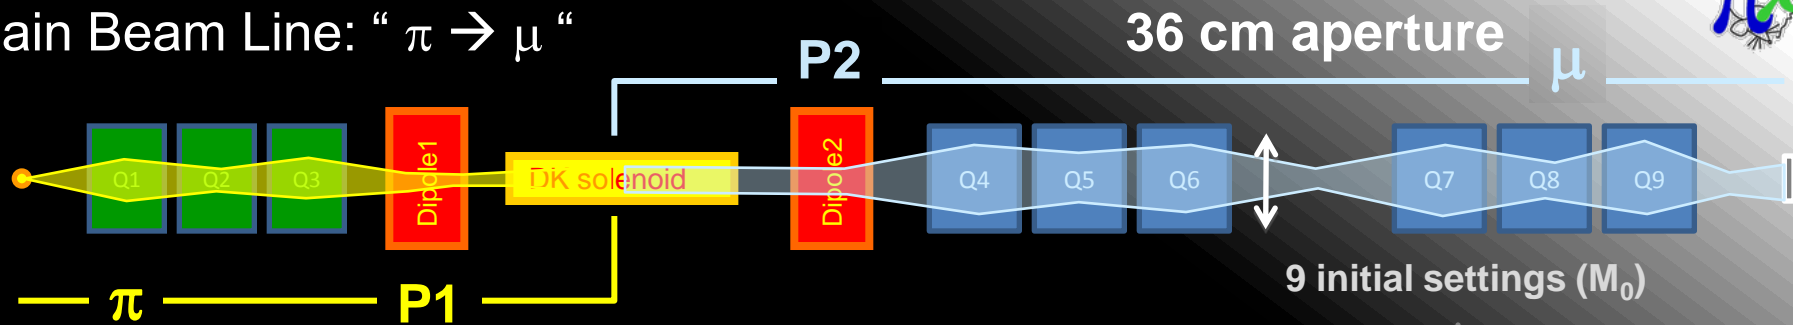 ain Beam Line: “ π → μ “
36 cm aperture
P2
μ
Q1 Q2 Q3 Dipole1 DK solenoid Dipole2 Q4 Q5 Q6 Q7 Q8 Q9
9 initial settings (M₀)
π
P1